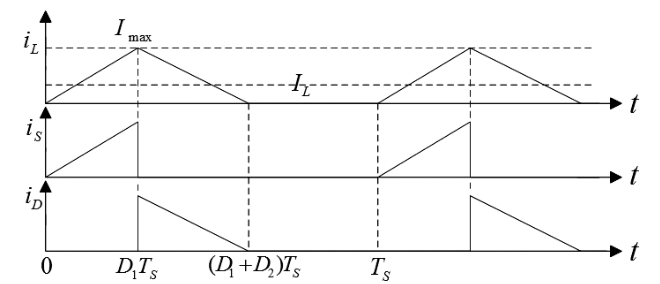 i_L I_max
I_L t
i_S t
i_D t
0 D_1T_S (D_1+D_2)T_S T_S